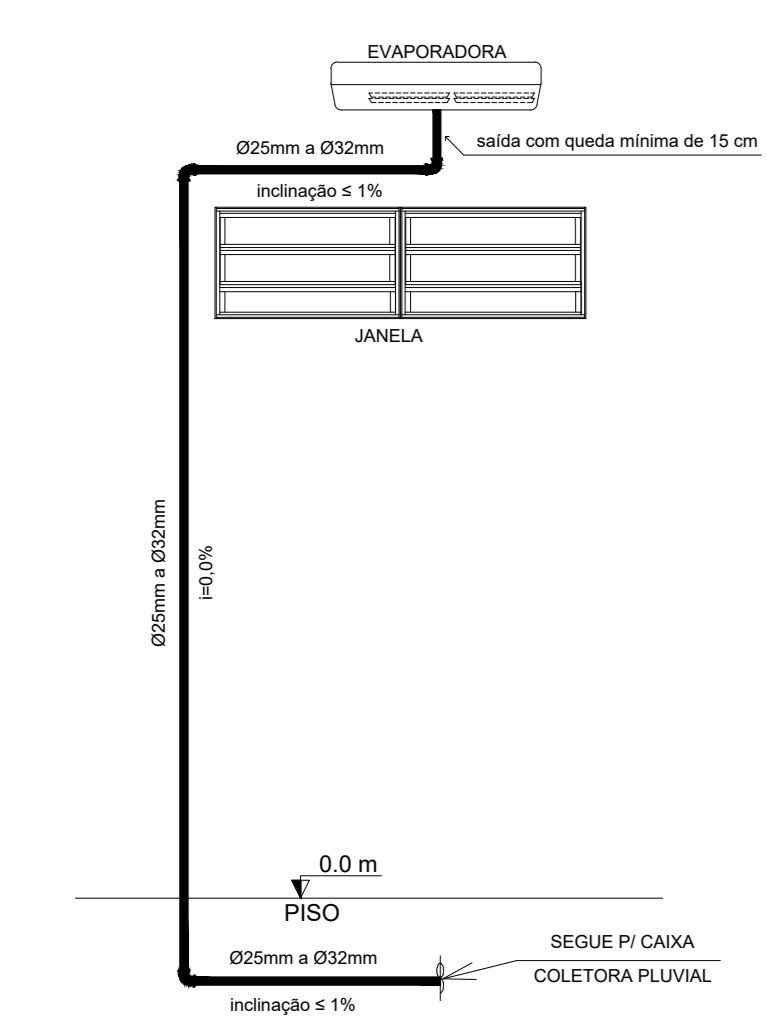 EVAPORADORA
saída com queda mínima de 15 cm
Ø25mm a Ø32mm
inclinação ≤ 1%
JANELA
Ø25mm a Ø32mm
i=0,0%
0.0 m
PISO
Ø25mm a Ø32mm
inclinação ≤ 1%
SEGUE P/ CAIXA
COLETORA PLUVIAL